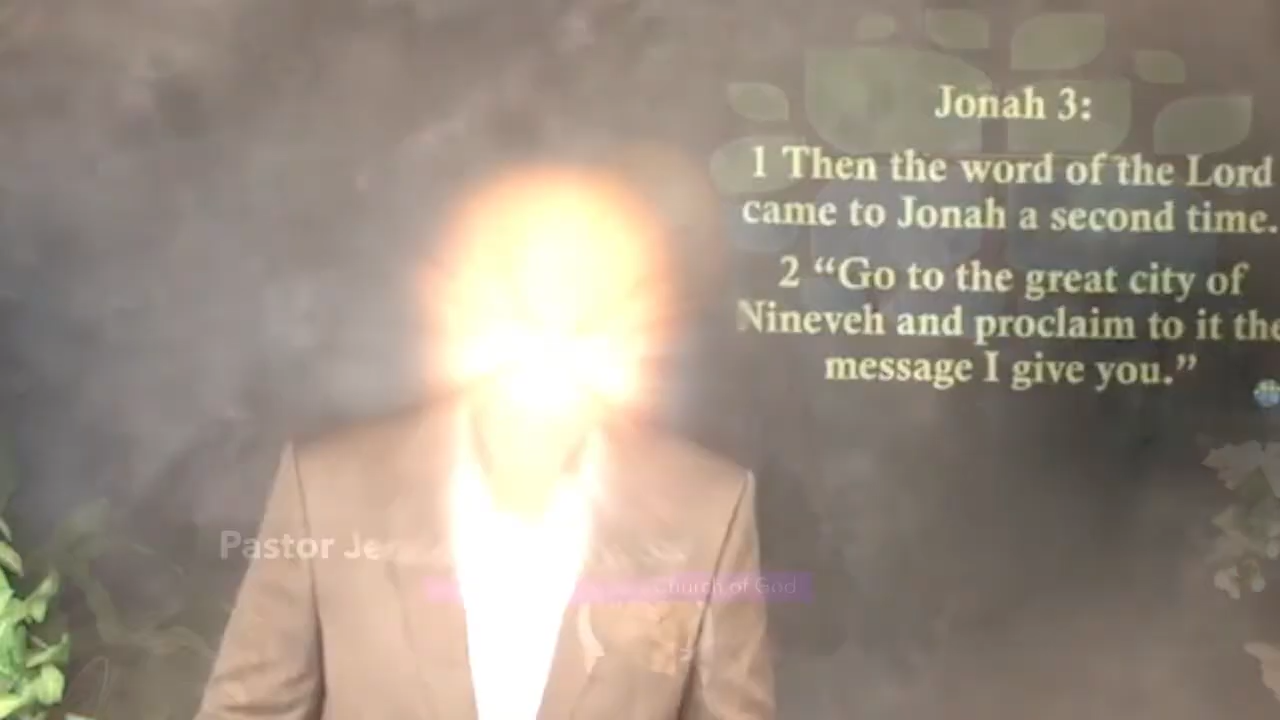 Jonah 3:
1 Then the word of the Lord
came to Jonah a second time.
2 “Go to the great city of
Nineveh and proclaim to it the
message I give you.”
Pastor Je
Church of God